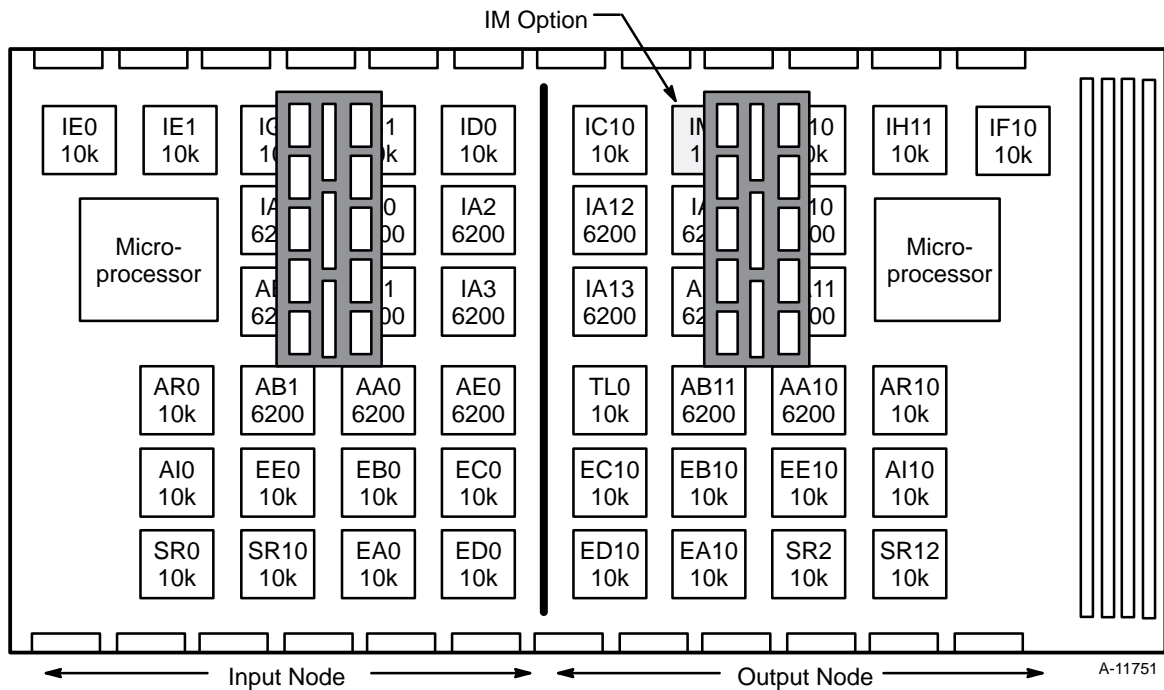 IM Option
IE0
10k
IE1
10k
ID0
10k
IC10
10k
IH11
10k
IF10
10k
Micro-
processor
IA2
6200
IA12
6200
Micro-
processor
IA3
6200
IA13
6200
AR0
10k
AB1
6200
AA0
6200
AE0
6200
TL0
10k
AB11
6200
AA10
6200
AR10
10k
AI0
10k
EE0
10k
EB0
10k
EC0
10k
EC10
10k
EB10
10k
EE10
10k
AI10
10k
SR0
10k
SR10
10k
EA0
10k
ED0
10k
ED10
10k
EA10
10k
SR2
10k
SR12
10k
Input Node
Output Node
A-11751